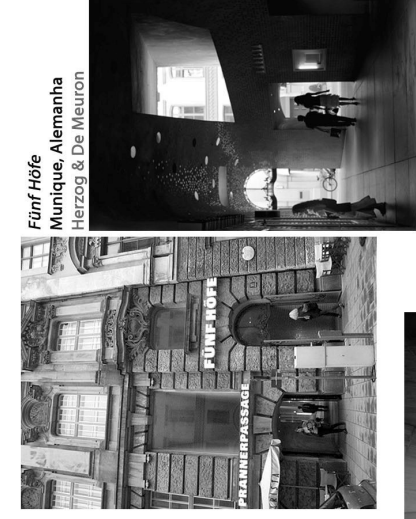 Fünf Höfe
Munique, Alemanha
Herzog & De Meuron
FÜNF HÖFE
PRANNERPASSAGE